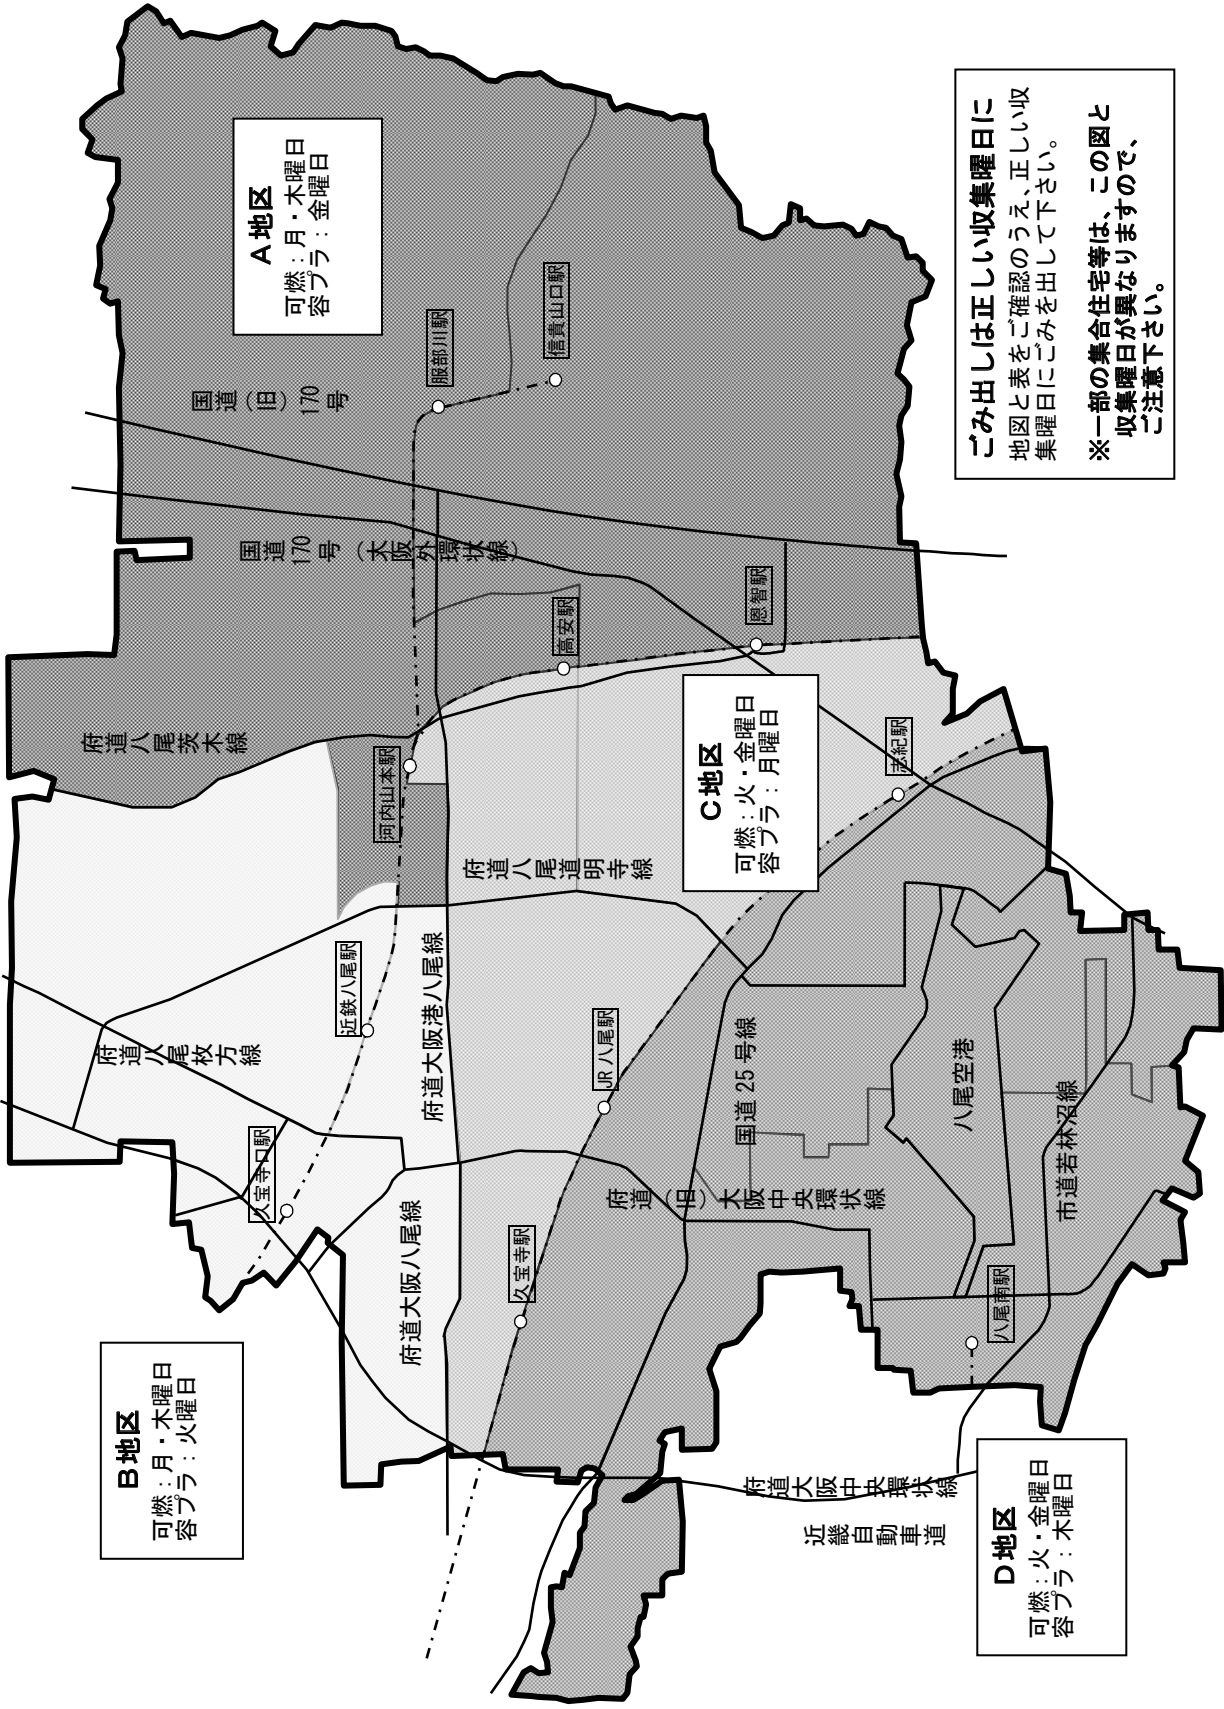 B地区
可燃：月・木曜日
容プラ：火曜日
A地区
可燃：月・木曜日
容プラ：金曜日
C地区
可燃：火・金曜日
容プラ：月曜日
D地区
可燃：火・金曜日
容プラ：木曜日
ごみ出しは正しい収集曜日に
地図と表をご確認のうえ、正しい収
集曜日にごみを出して下さい。
※一部の集合住宅等は、この図と
収集曜日が異なりますので、
ご注意下さい。
府道八尾茨木線
府道八尾枚方線
国道（旧）170号
国道170号（大阪外環状線）
久宝寺口駅
近鉄八尾駅
河内山本駅
服部川駅
信貴山口駅
府道大阪八尾線
府道大阪港八尾線
府道八尾道明寺線
高安駅
恩智駅
久宝寺駅
JR八尾駅
志紀駅
府道（旧）大阪中央環状線
国道25号線
府道大阪中央環状線
近畿自動車道
八尾空港
八尾南駅
市道若林沼線